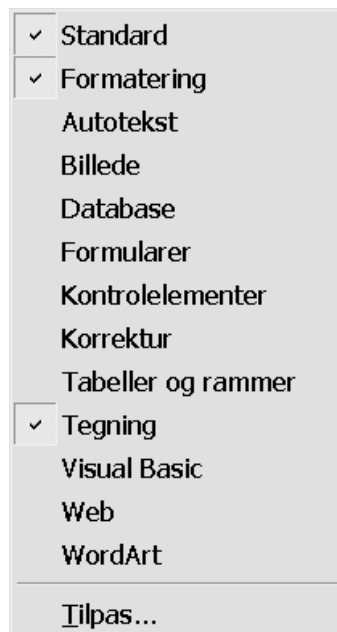 Standard
Formatering
Autotekst
Billede
Database
Formularer
Kontrolelementer
Korrektur
Tabeller og rammer
Tegning
Visual Basic
Web
WordArt
Tilpas...